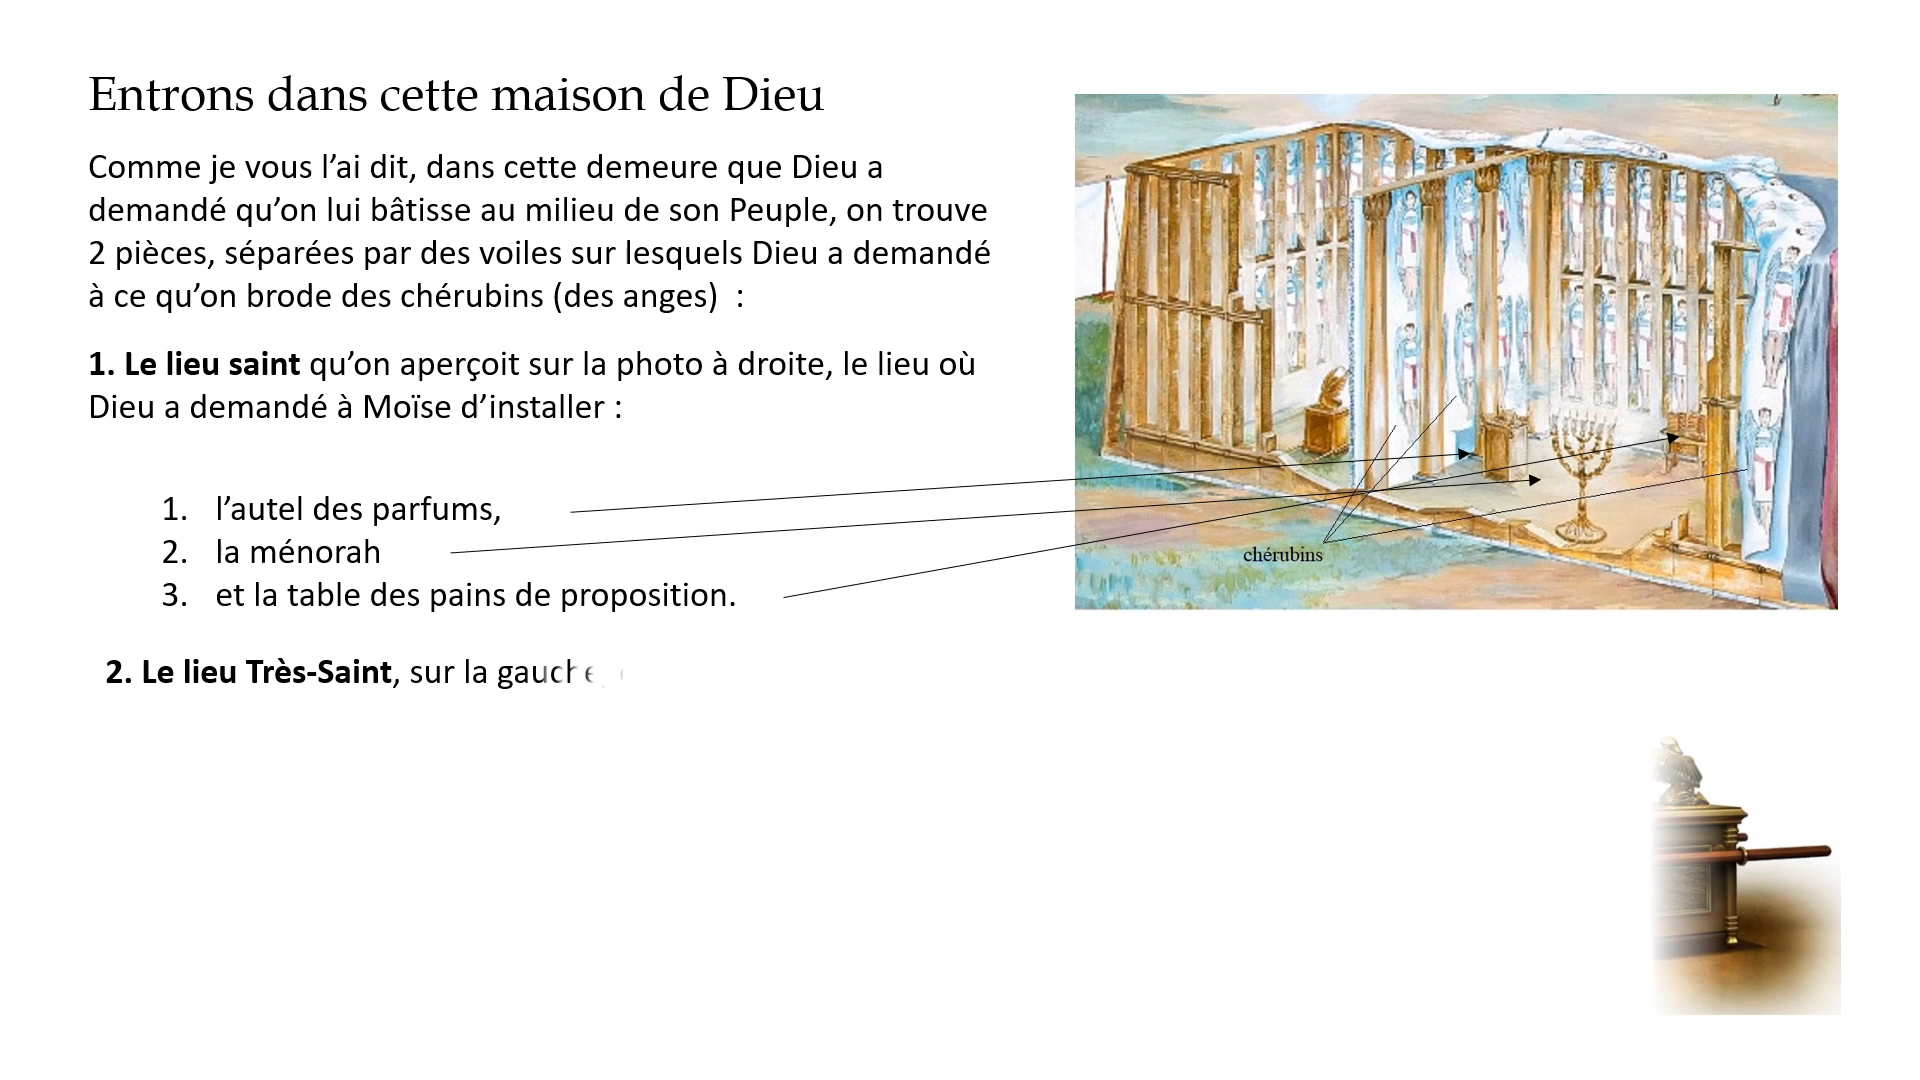 Entrons dans cette maison de Dieu
Comme je vous l’ai dit, dans cette demeure que Dieu a
demandé qu’on lui bâtisse au milieu de son Peuple, on trouve
2 pièces, séparées par des voiles sur lesquels Dieu a demandé
à ce qu’on brode des chérubins (des anges)  :
1. Le lieu saint qu’on aperçoit sur la photo à droite, le lieu où
Dieu a demandé à Moïse d’installer :
1. l’autel des parfums,
2. la ménorah
3. et la table des pains de proposition.
chérubins
2. Le lieu Très-Saint, sur la gauche,